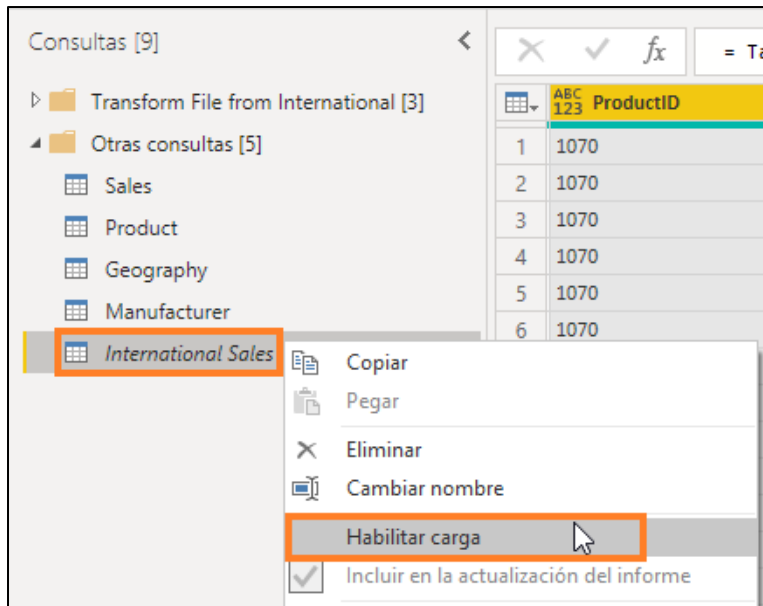 Consultas [9]
fx
= Ta
Transform File from International [3]
ABC 123 ProductID
Otras consultas [5]
1 1070
Sales
2 1070
Product
3 1070
Geography
4 1070
Manufacturer
5 1070
International Sales
6 1070
Copiar
Pegar
Eliminar
Cambiar nombre
Habilitar carga
Incluir en la actualización del informe